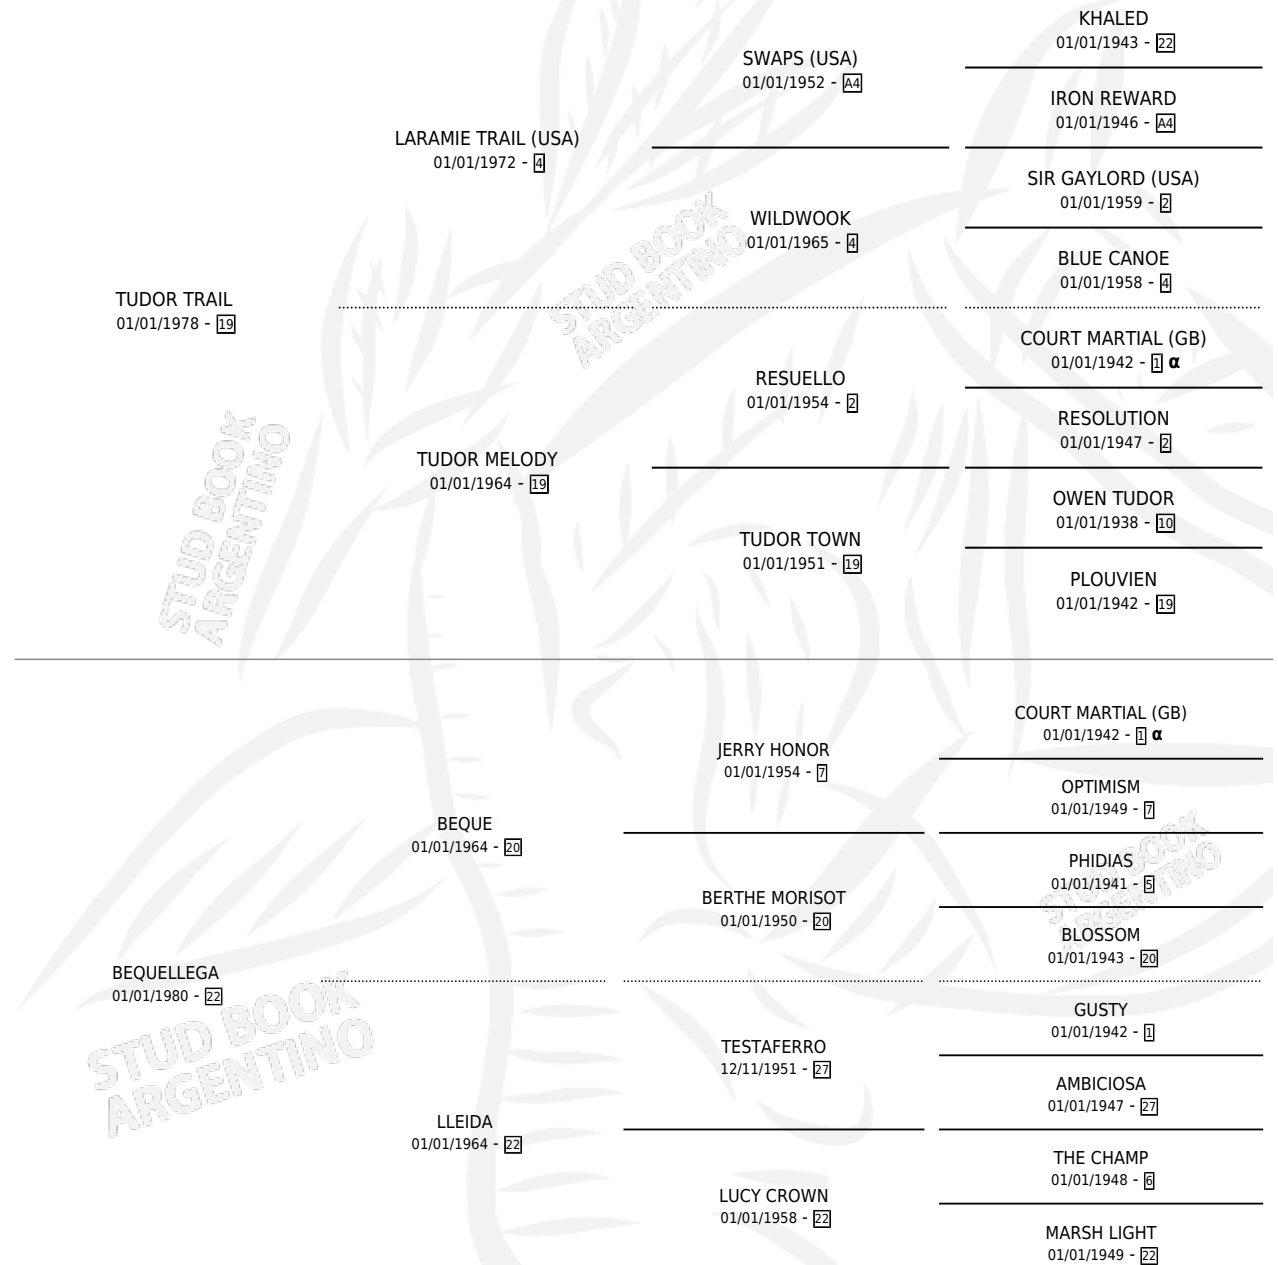 KHALED
01/01/1943 - 22
SWAPS (USA)
01/01/1952 - A4
IRON REWARD
01/01/1946 - A4
LARAMIE TRAIL (USA)
01/01/1972 - 4
SIR GAYLORD (USA)
01/01/1959 - 2
WILDWOOK
01/01/1965 - 4
BLUE CANOE
01/01/1958 - 4
STUD BOOK
ARGENTINO
TUDOR TRAIL
01/01/1978 - 19
COURT MARTIAL (GB)
01/01/1942 - 1 α
RESUELLO
01/01/1954 - 2
RESOLUTION
01/01/1947 - 2
TUDOR MELODY
01/01/1964 - 19
OWEN TUDOR
01/01/1938 - 10
TUDOR TOWN
01/01/1951 - 19
PLOUVIEN
01/01/1942 - 19
STUD BOOK
ARGENTINO
COURT MARTIAL (GB)
01/01/1942 - 1 α
JERRY HONOR
01/01/1954 - 7
OPTIMISM
01/01/1949 - 7
BEQUE
01/01/1964 - 20
PHIDIAS
01/01/1941 - 5
BERTHE MORISOT
01/01/1950 - 20
BLOSSOM
01/01/1943 - 20
STUD BOOK
ARGENTINO
BEQUELLEGA
01/01/1980 - 22
GUSTY
01/01/1942 - 1
TESTAFERRO
12/11/1951 - 27
AMBICIOSA
01/01/1947 - 27
LLEIDA
01/01/1964 - 22
THE CHAMP
01/01/1948 - 6
LUCY CROWN
01/01/1958 - 22
MARSH LIGHT
01/01/1949 - 22
STUD BOOK
ARGENTINO